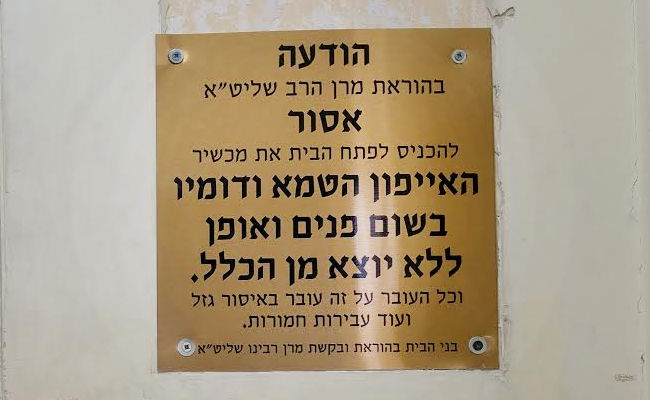 הודעה
בהוראת מרן הרב שליט"א
אסור
להכניס לפתח הבית את מכשיר
האייפון הטמא ודומיו
בשום פנים ואופן
ללא יוצא מן הכלל.
וכל העובר על זה עובר באיסור גזל
ועוד עבירות חמורות.
בני הבית בהוראת ובקשת מרן רבינו שליט"א